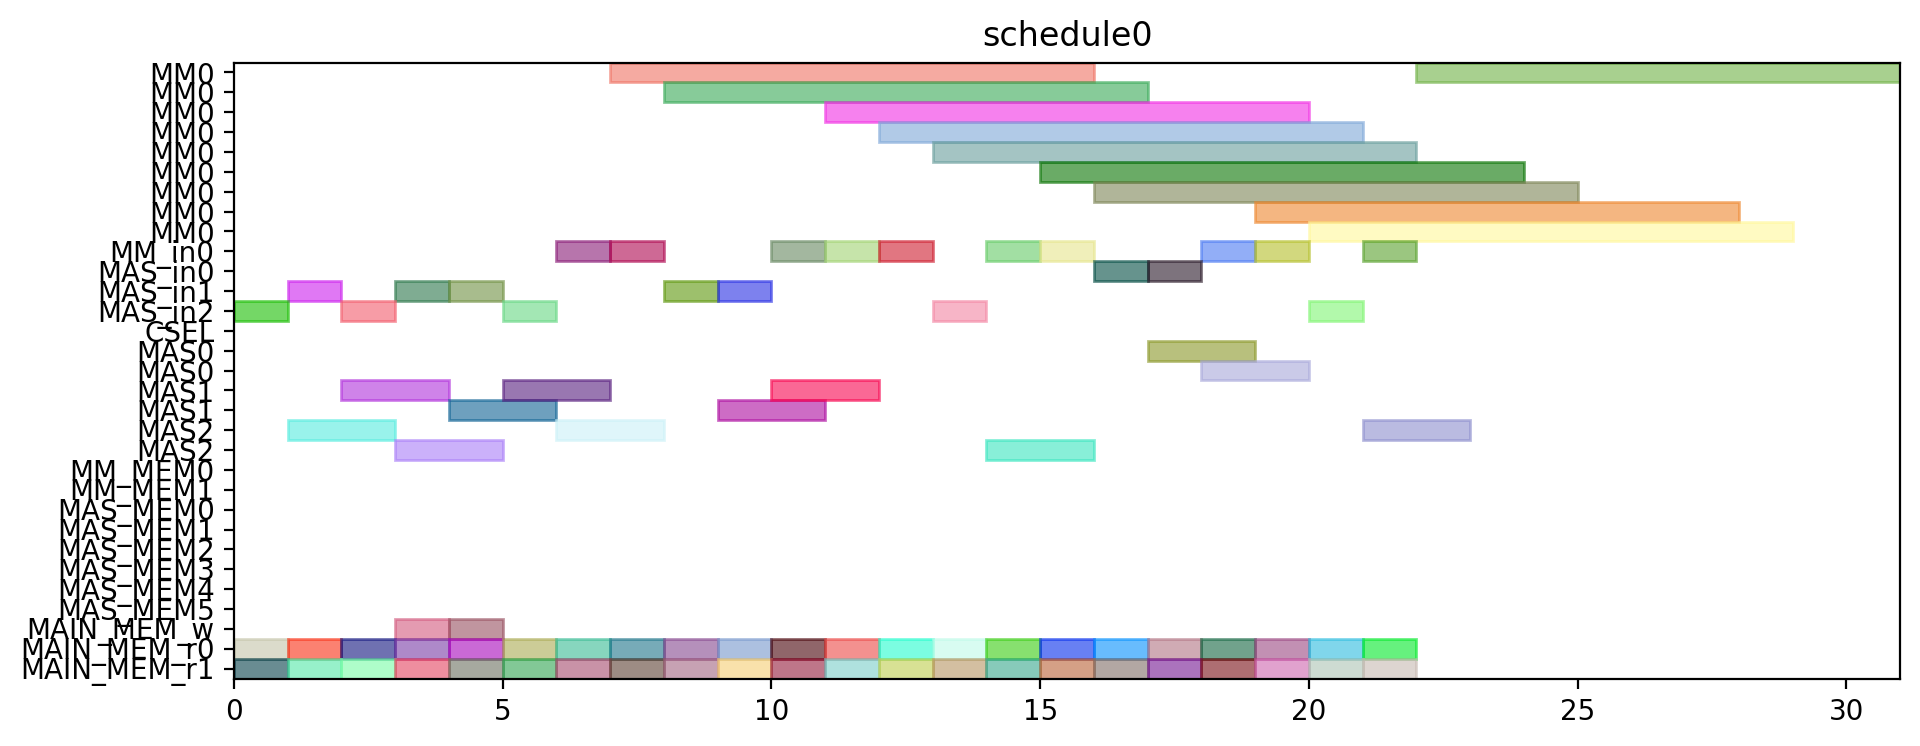 schedule0
MM0
MM0
MM0
MM0
MM0
MM0
MM0
MM0
MM0
MM_in0
MAS_in0
MAS_in1
MAS_in2
CSEL
MAS0
MAS0
MAS1
MAS1
MAS2
MAS2
MM_MEM0
MM_MEM1
MAS_MEM0
MAS_MEM1
MAS_MEM2
MAS_MEM3
MAS_MEM4
MAS_MEM5
MAIN_MEM_w
MAIN_MEM_r0
MAIN_MEM_r1
0 5 10 15 20 25 30